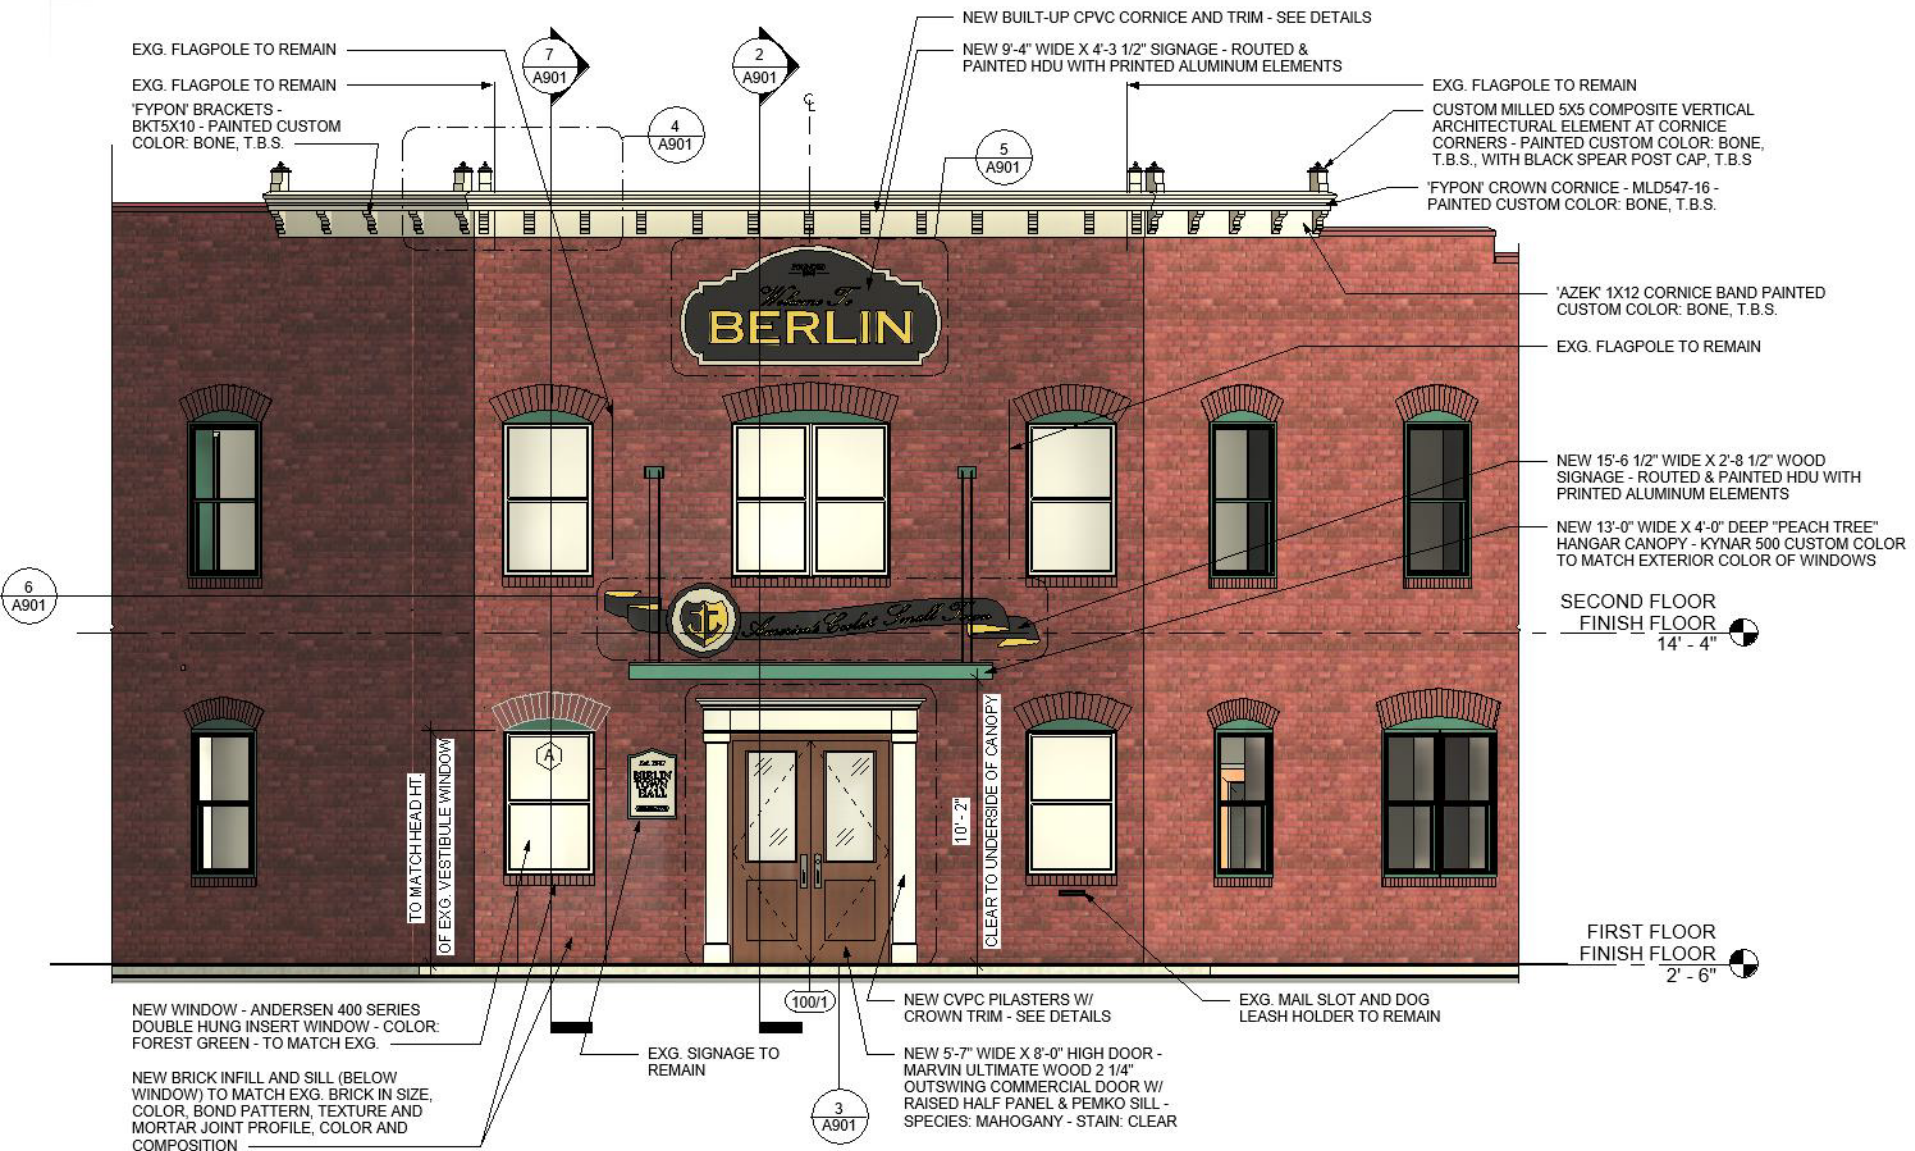 NEW BUILT-UP CPVC CORNICE AND TRIM - SEE DETAILS
EXG. FLAGPOLE TO REMAIN
7
A901
2
A901
NEW 9'-4" WIDE X 4'-3 1/2" SIGNAGE - ROUTED &
PAINTED HDU WITH PRINTED ALUMINUM ELEMENTS
EXG. FLAGPOLE TO REMAIN
EXG. FLAGPOLE TO REMAIN
'FYPON' BRACKETS -
BKT5X10 - PAINTED CUSTOM
COLOR: BONE, T.B.S.
4
A901
5
A901
CUSTOM MILLED 5X5 COMPOSITE VERTICAL
ARCHITECTURAL ELEMENT AT CORNICE
CORNERS - PAINTED CUSTOM COLOR: BONE,
T.B.S., WITH BLACK SPEAR POST CAP, T.B.S
'FYPON' CROWN CORNICE - MLD547-16 -
PAINTED CUSTOM COLOR: BONE, T.B.S.
Welcome To
BERLIN
'AZEK' 1X12 CORNICE BAND PAINTED
CUSTOM COLOR: BONE, T.B.S.
EXG. FLAGPOLE TO REMAIN
NEW 15'-6 1/2" WIDE X 2'-8 1/2" WOOD
SIGNAGE - ROUTED & PAINTED HDU WITH
PRINTED ALUMINUM ELEMENTS
NEW 13'-0" WIDE X 4'-0" DEEP "PEACH TREE"
HANGAR CANOPY - KYNAR 500 CUSTOM COLOR
TO MATCH EXTERIOR COLOR OF WINDOWS
6
A901
America's Coolest Small Town
SECOND FLOOR
FINISH FLOOR
14' - 4"
TO MATCH HEAD HT.
OF EXG. VESTIBULE WINDOW
A
BERLIN
TOWN
HALL
10' - 2"
CLEAR TO UNDERSIDE OF CANOPY
FIRST FLOOR
FINISH FLOOR
2' - 6"
NEW WINDOW - ANDERSEN 400 SERIES
DOUBLE HUNG INSERT WINDOW - COLOR:
FOREST GREEN - TO MATCH EXG.
100/1
NEW CVPC PILASTERS W/
CROWN TRIM - SEE DETAILS
EXG. MAIL SLOT AND DOG
LEASH HOLDER TO REMAIN
EXG. SIGNAGE TO
REMAIN
NEW 5'-7" WIDE X 8'-0" HIGH DOOR -
MARVIN ULTIMATE WOOD 2 1/4"
OUTSWING COMMERCIAL DOOR W/
RAISED HALF PANEL & PEMKO SILL -
SPECIES: MAHOGANY - STAIN: CLEAR
NEW BRICK INFILL AND SILL (BELOW
WINDOW) TO MATCH EXG. BRICK IN SIZE,
COLOR, BOND PATTERN, TEXTURE AND
MORTAR JOINT PROFILE, COLOR AND
COMPOSITION
3
A901